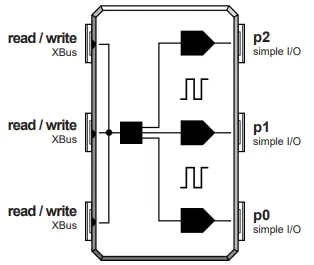 read / write
XBus
p2
simple I/O
read / write
XBus
p1
simple I/O
read / write
XBus
p0
simple I/O